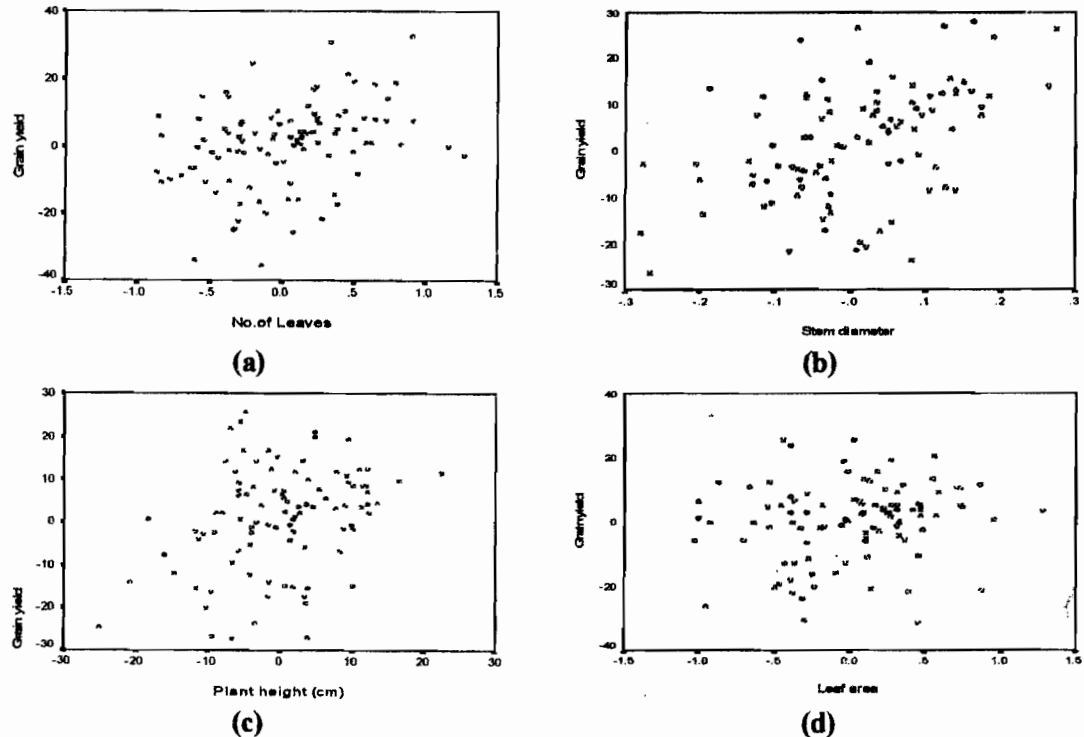 40
20
0
-20
-40
Grain yield
-1.5 -1.0 -.5 0.0 .5 1.0 1.5
No.of Leaves
(a)
30
20
10
0
-10
-20
-30
Grain yield
-.3 -.2 -.1 -.0 .1 .2 .3
Stem diameter
(b)
30
20
10
0
-10
-20
-30
Grain yield
-30 -20 -10 0 10 20 30
Plant height (cm)
(c)
40
20
0
-20
-40
Grainyield
-1.5 -1.0 -.5 0.0 .5 1.0 1.5
Leaf area
(d)